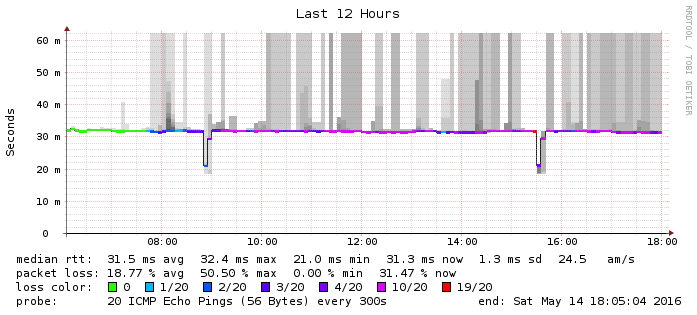 Last 12 Hours
RRDTOOL / TOBI OETIKER
Seconds
60 m
50 m
40 m
30 m
20 m
10 m
0
08:00 10:00 12:00 14:00 16:00 18:00
median rtt: 31.5 ms avg 32.4 ms max 21.0 ms min 31.3 ms now 1.3 ms sd 24.5 am/s
packet loss: 18.77 % avg 50.50 % max 0.00 % min 31.47 % now
loss color: 0 1/20 2/20 3/20 4/20 10/20 19/20
probe: 20 ICMP Echo Pings (56 Bytes) every 300s end: Sat May 14 18:05:04 2016